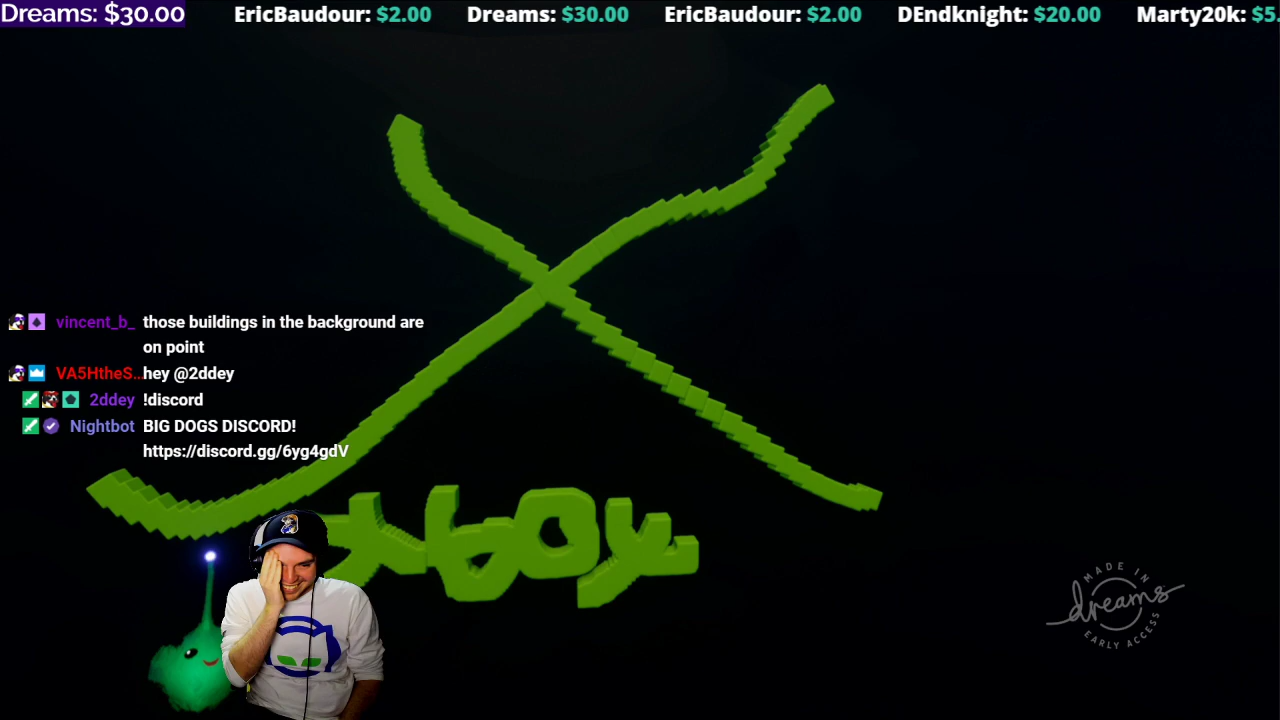 Dreams: $30.00
EricBaudour: $2.00 Dreams: $30.00 EricBaudour: $2.00 DEndknight: $20.00 Marty20k: $5.
vincent_b_ those buildings in the background are
on point
VA5HtheS... hey @2ddey
2ddey !discord
Nightbot BIG DOGS DISCORD!
https://discord.gg/6yg4gdV
xbox
MADE IN
dreams
EARLY ACCESS